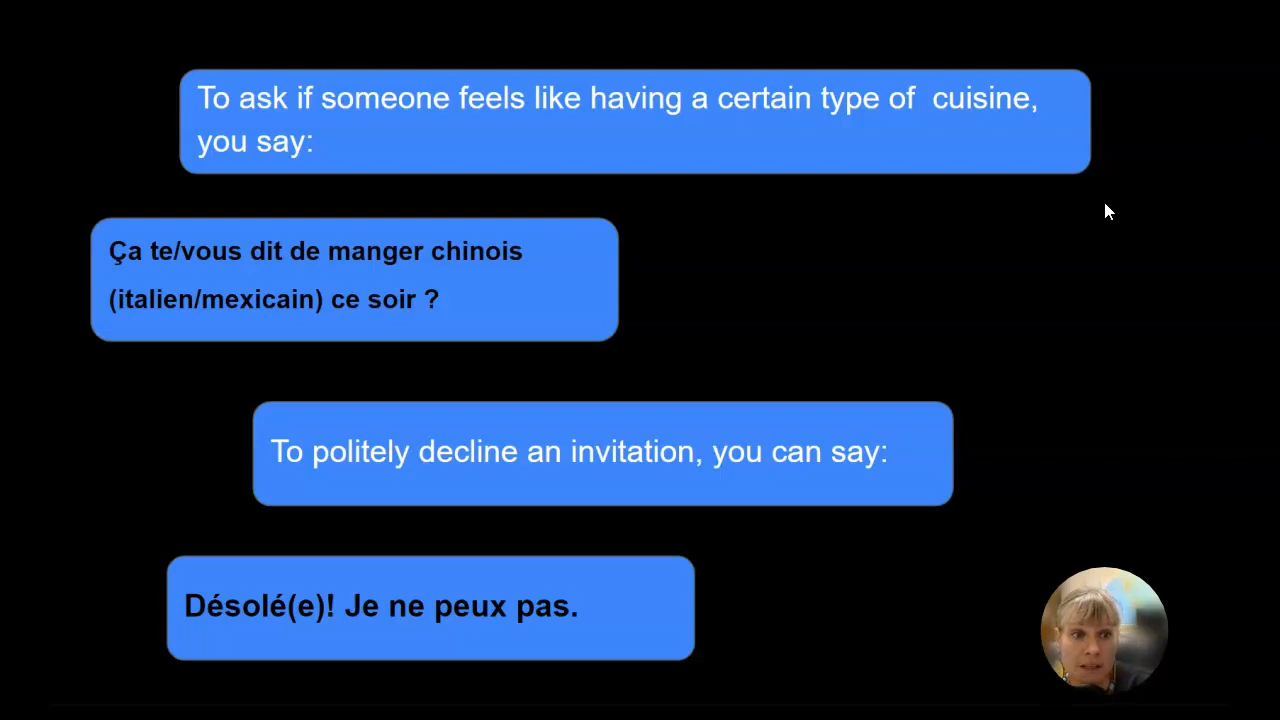 To ask if someone feels like having a certain type of  cuisine,
you say:
Ça te/vous dit de manger chinois
(italien/mexicain) ce soir ?
To politely decline an invitation, you can say:
Désolé(e)! Je ne peux pas.